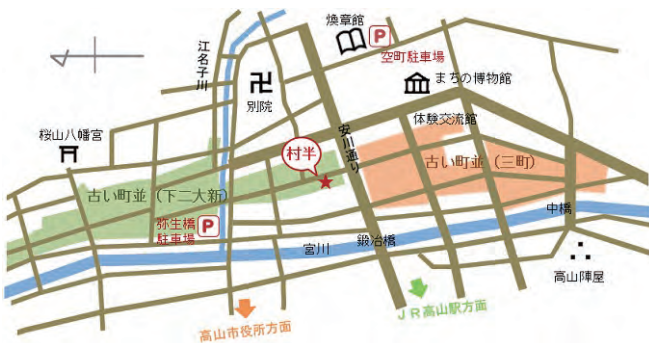 煥章館
P
空町駐車場
江名子川
卍
別院
まちの博物館
桜山八幡宮
安川通り
体験交流館
村半
古い町並（三町）
古い町並（下二大新）
弥生橋
駐車場
P
中橋
宮川
鍛冶橋
高山陣屋
高山市役所方面
ＪＲ高山駅方面